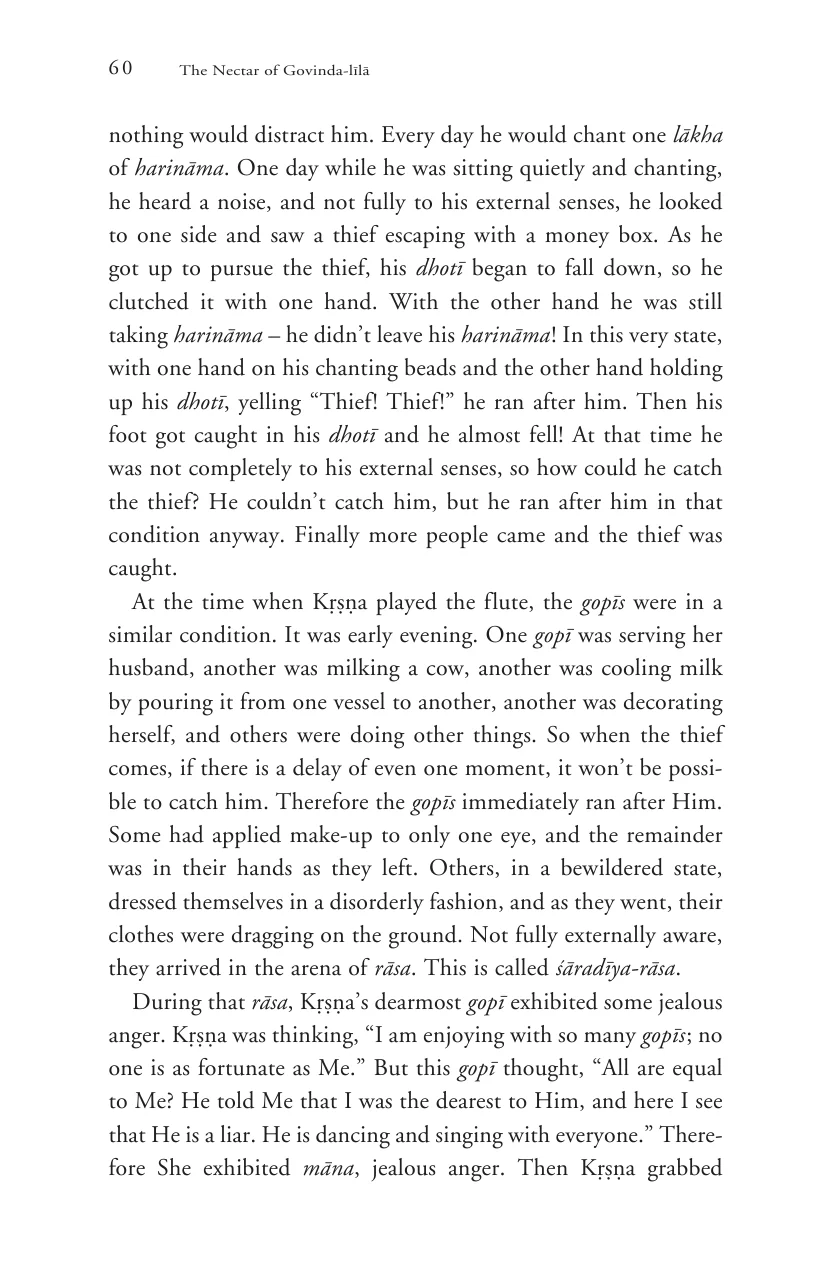 60 The Nectar of Govinda-līlā
nothing would distract him. Every day he would chant one lākha
of harināma. One day while he was sitting quietly and chanting,
he heard a noise, and not fully to his external senses, he looked
to one side and saw a thief escaping with a money box. As he
got up to pursue the thief, his dhotī began to fall down, so he
clutched it with one hand. With the other hand he was still
taking harināma – he didn’t leave his harināma! In this very state,
with one hand on his chanting beads and the other hand holding
up his dhotī, yelling “Thief! Thief!” he ran after him. Then his
foot got caught in his dhotī and he almost fell! At that time he
was not completely to his external senses, so how could he catch
the thief? He couldn’t catch him, but he ran after him in that
condition anyway. Finally more people came and the thief was
caught.
At the time when Kṛṣṇa played the flute, the gopīs were in a
similar condition. It was early evening. One gopī was serving her
husband, another was milking a cow, another was cooling milk
by pouring it from one vessel to another, another was decorating
herself, and others were doing other things. So when the thief
comes, if there is a delay of even one moment, it won’t be possi-
ble to catch him. Therefore the gopīs immediately ran after Him.
Some had applied make-up to only one eye, and the remainder
was in their hands as they left. Others, in a bewildered state,
dressed themselves in a disorderly fashion, and as they went, their
clothes were dragging on the ground. Not fully externally aware,
they arrived in the arena of rāsa. This is called śāradīya-rāsa.
During that rāsa, Kṛṣṇa’s dearmost gopī exhibited some jealous
anger. Kṛṣṇa was thinking, “I am enjoying with so many gopīs; no
one is as fortunate as Me.” But this gopī thought, “All are equal
to Me? He told Me that I was the dearest to Him, and here I see
that He is a liar. He is dancing and singing with everyone.” There-
fore She exhibited māna, jealous anger. Then Kṛṣṇa grabbed